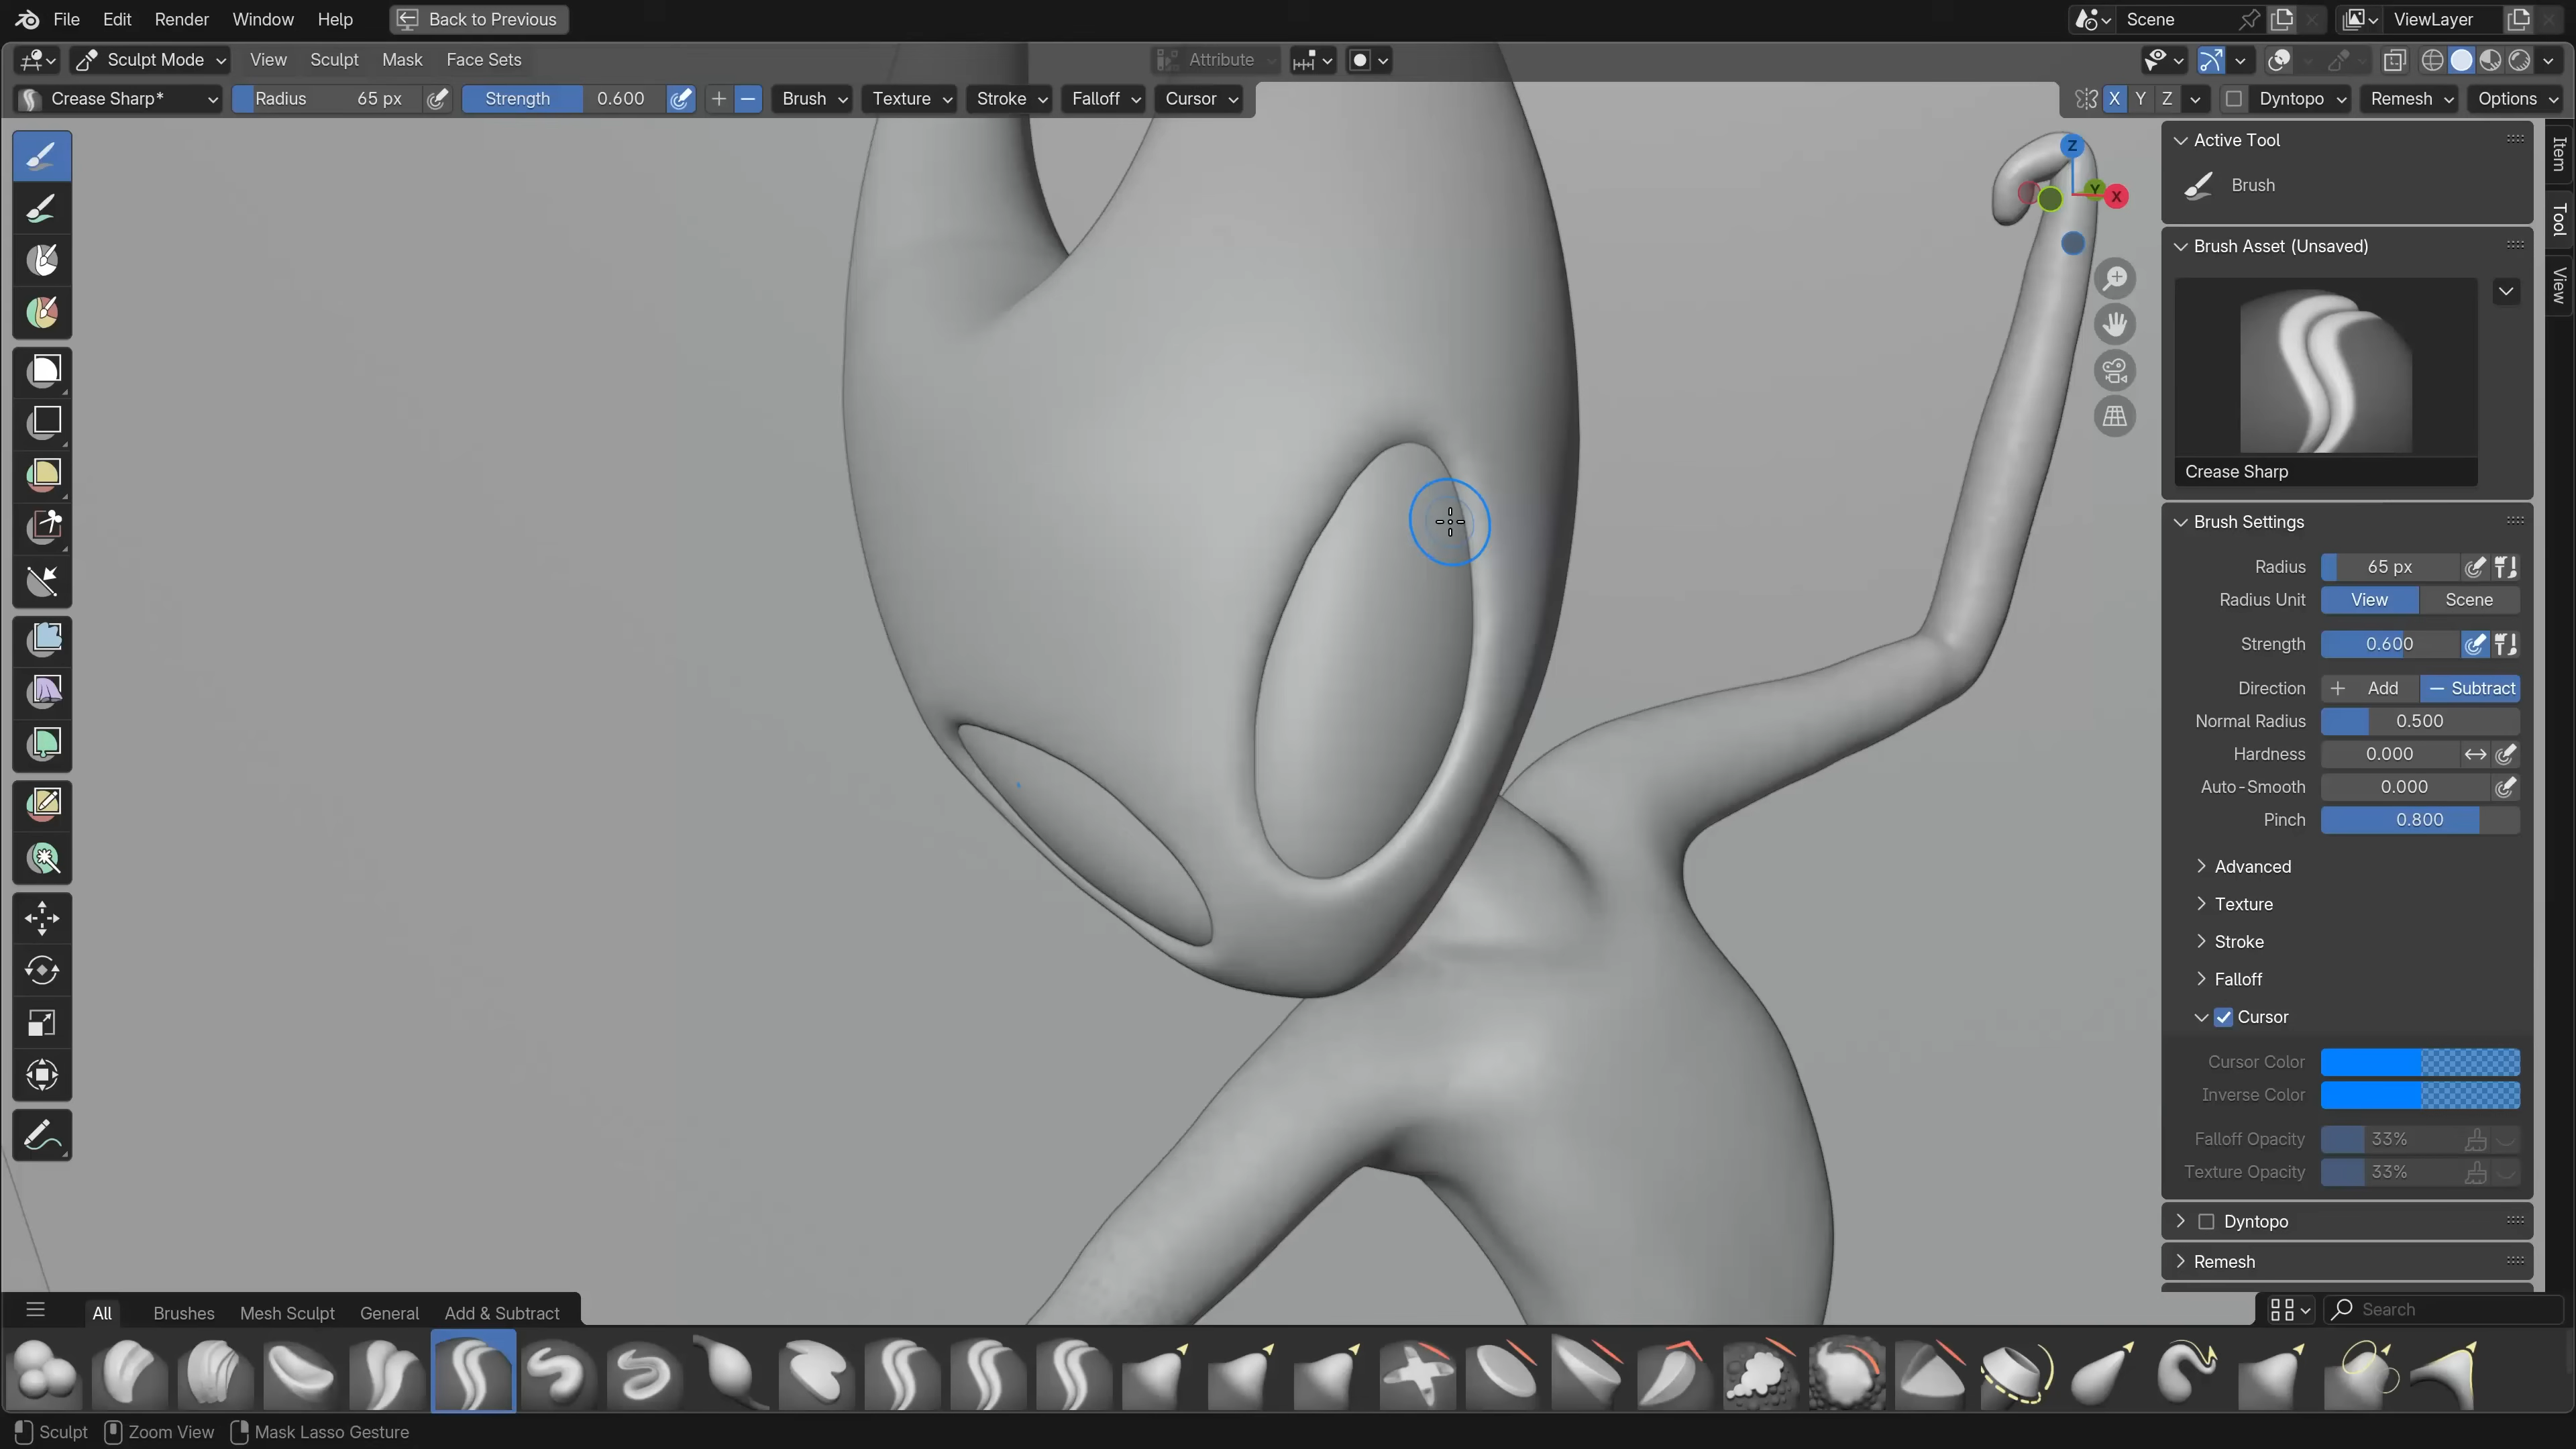 File Edit Render Window Help Back to Previous Scene ViewLayer
Sculpt Mode View Sculpt Mask Face Sets Attribute
Crease Sharp* Radius 65 px Strength 0.600 Brush Texture Stroke Falloff Cursor X Y Z Dyntopo Remesh Options
Active Tool
Brush
Item
Tool
View
Z
Y
X
Brush Asset (Unsaved)
Crease Sharp
Brush Settings
Radius 65 px
Radius Unit View Scene
Strength 0.600
Direction + Add − Subtract
Normal Radius 0.500
Hardness 0.000
Auto-Smooth 0.000
Pinch 0.800
Advanced
Texture
Stroke
Falloff
Cursor
Cursor Color
Inverse Color
Falloff Opacity 33%
Texture Opacity 33%
Dyntopo
Remesh
All Brushes Mesh Sculpt General Add & Subtract Search
Sculpt Zoom View Mask Lasso Gesture